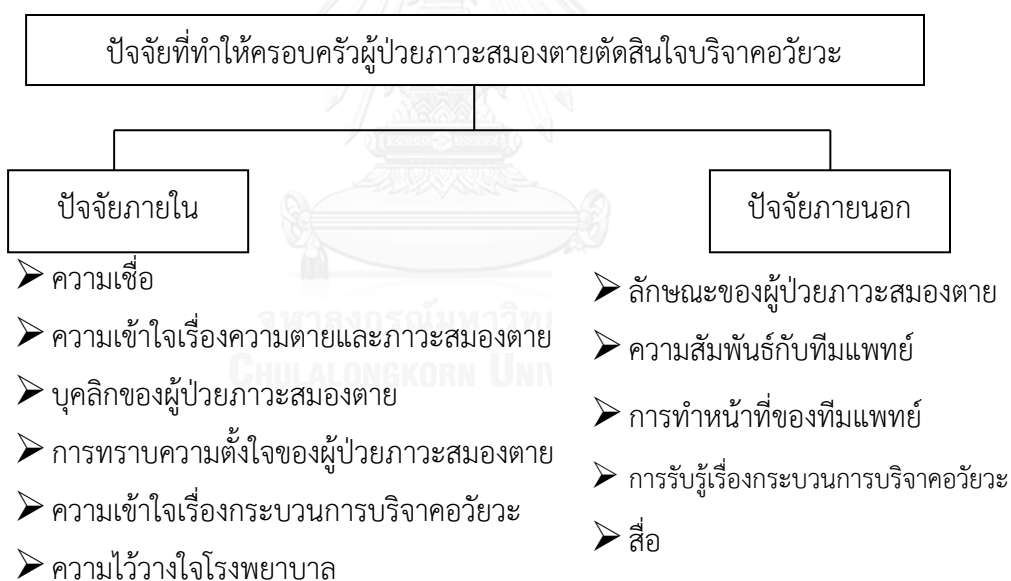 ปัจจัยที่ทำให้ครอบครัวผู้ป่วยภาวะสมองตายตัดสินใจบริจาคอวัยวะ
ปัจจัยภายใน
➢ ความเชื่อ
➢ ความเข้าใจเรื่องความตายและภาวะสมองตาย
➢ บุคลิกของผู้ป่วยภาวะสมองตาย
➢ การทราบความตั้งใจของผู้ป่วยภาวะสมองตาย
➢ ความเข้าใจเรื่องกระบวนการบริจาคอวัยวะ
➢ ความไว้วางใจโรงพยาบาล
ปัจจัยภายนอก
➢ ลักษณะของผู้ป่วยภาวะสมองตาย
➢ ความสัมพันธ์กับทีมแพทย์
➢ การทำหน้าที่ของทีมแพทย์
➢ การรับรู้เรื่องกระบวนการบริจาคอวัยวะ
➢ สื่อ
จุฬาลงกรณ์มหาวิ
CHULALONGKORN UNI